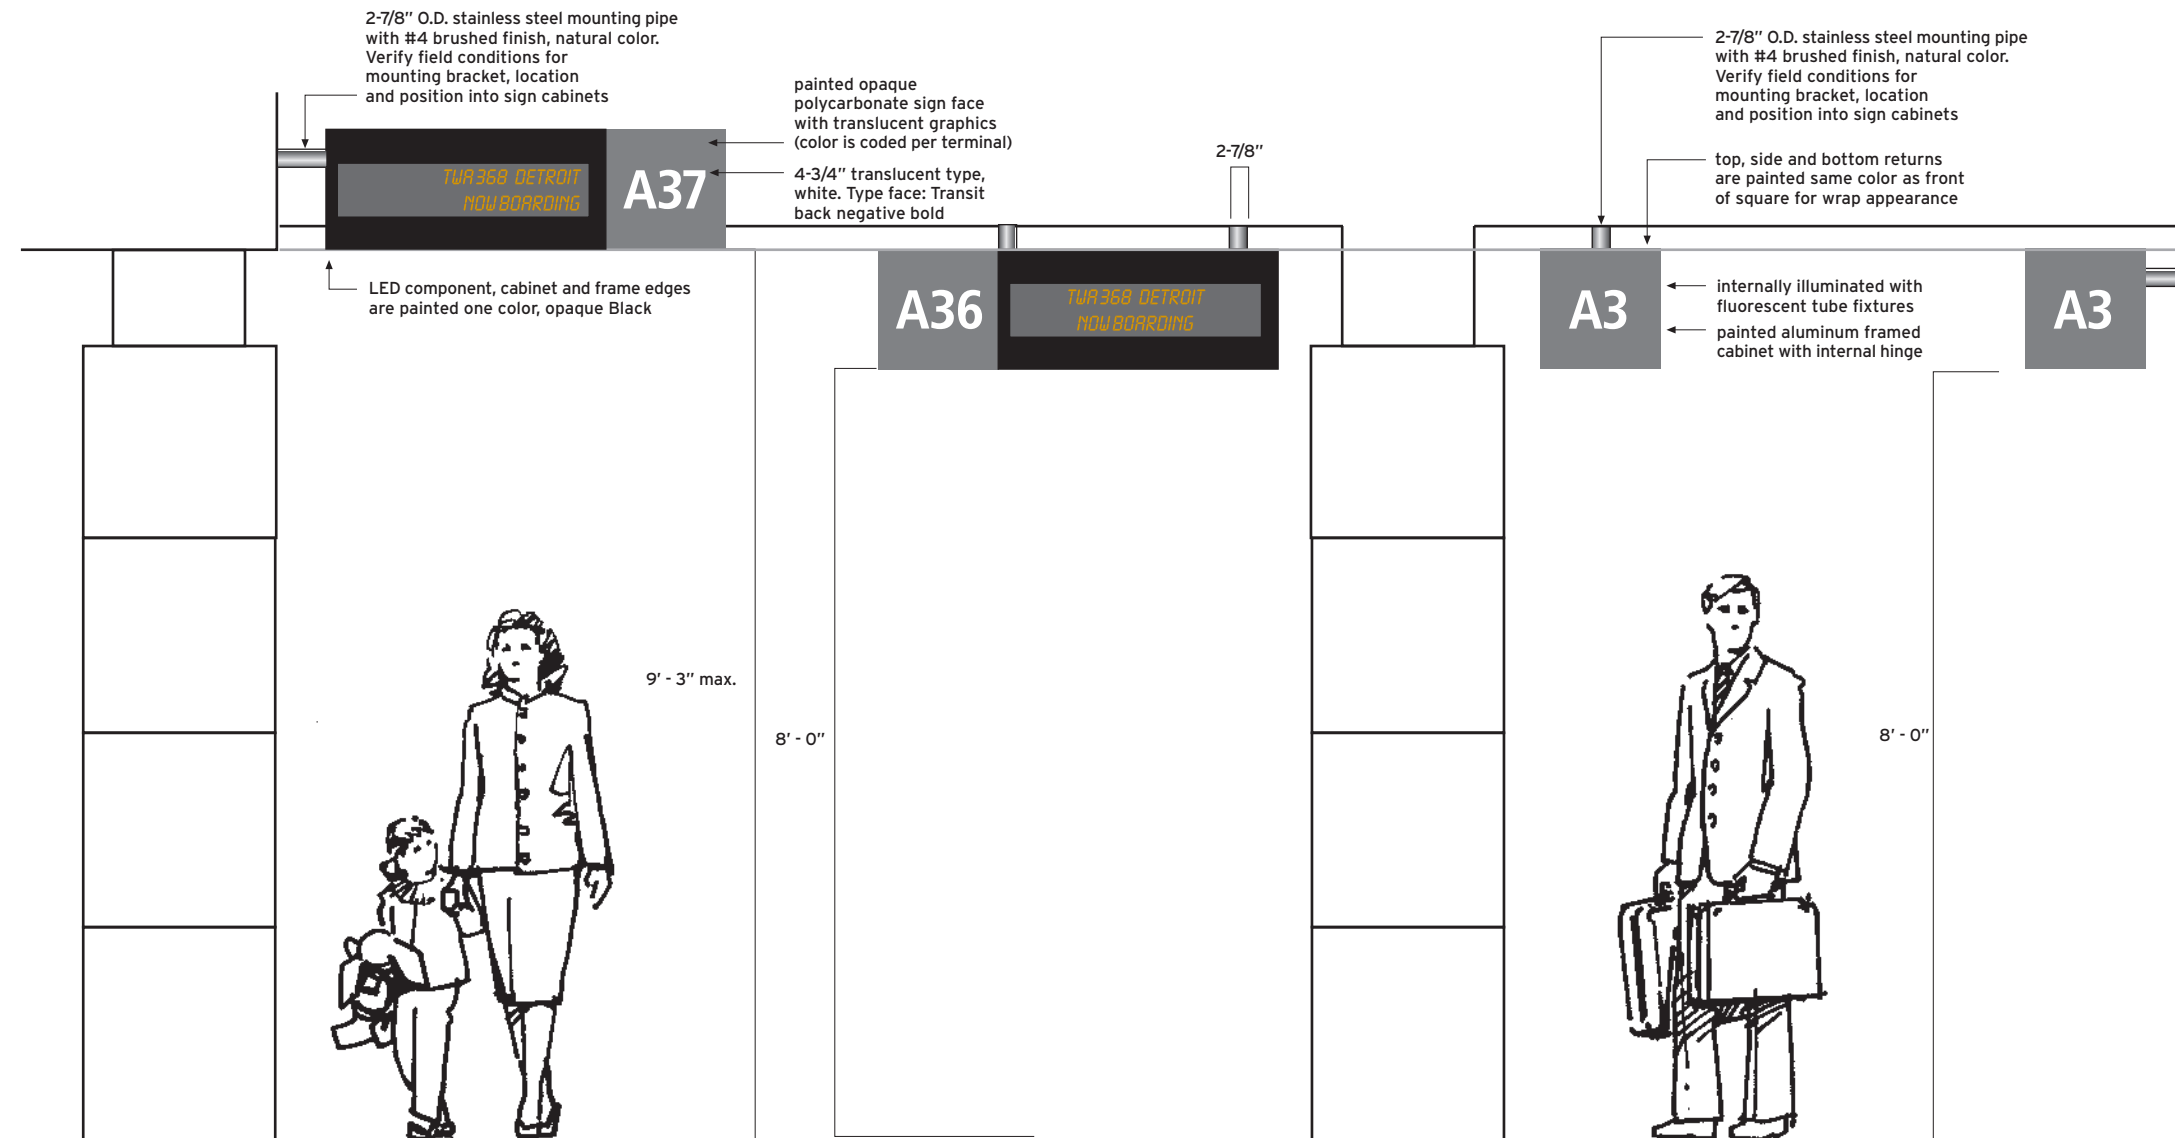 2-7/8" O.D. stainless steel mounting pipe
with #4 brushed finish, natural color.
Verify field conditions for
mounting bracket, location
and position into sign cabinets
painted opaque
polycarbonate sign face
with translucent graphics
(color is coded per terminal)
4-3/4" translucent type,
white. Type face: Transit
back negative bold
TWA 368 DETROIT
NOW BOARDING
A37
LED component, cabinet and frame edges
are painted one color, opaque Black
2-7/8"
A36
TWA 368 DETROIT
NOW BOARDING
2-7/8" O.D. stainless steel mounting pipe
with #4 brushed finish, natural color.
Verify field conditions for
mounting bracket, location
and position into sign cabinets
top, side and bottom returns
are painted same color as front
of square for wrap appearance
A3
internally illuminated with
fluorescent tube fixtures
painted aluminum framed
cabinet with internal hinge
A3
9' - 3" max.
8' - 0"
8' - 0"